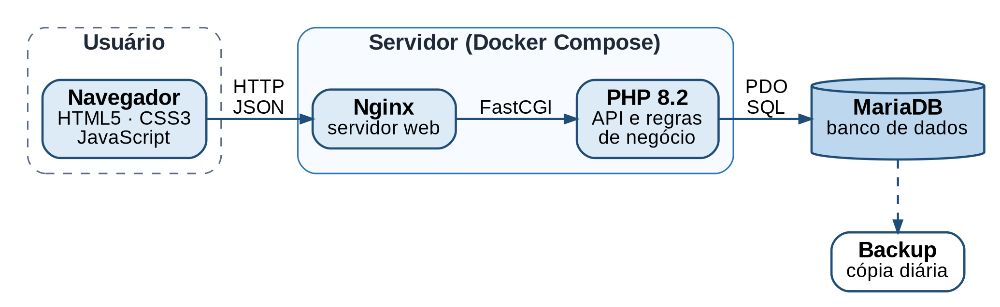 Usuário
Navegador
HTML5 · CSS3
JavaScript
HTTP
JSON
Servidor (Docker Compose)
Nginx
servidor web
FastCGI
PHP 8.2
API e regras
de negócio
PDO
SQL
MariaDB
banco de dados
Backup
cópia diária